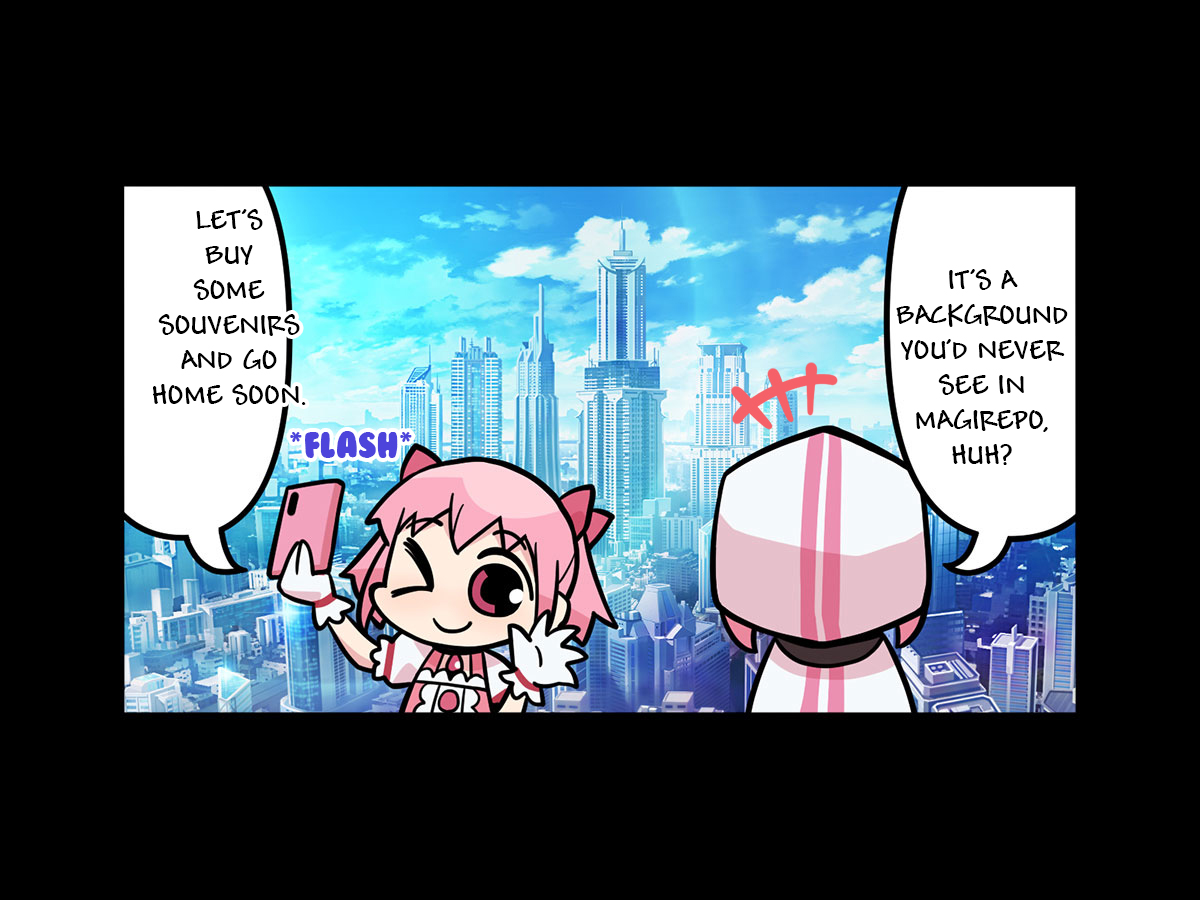 IT'S A
BACKGROUND
YOU'D NEVER
SEE IN
MAGIREPO,
HUH?
LET'S
BUY
SOME
SOUVENIRS
AND GO
HOME SOON.
*FLASH*